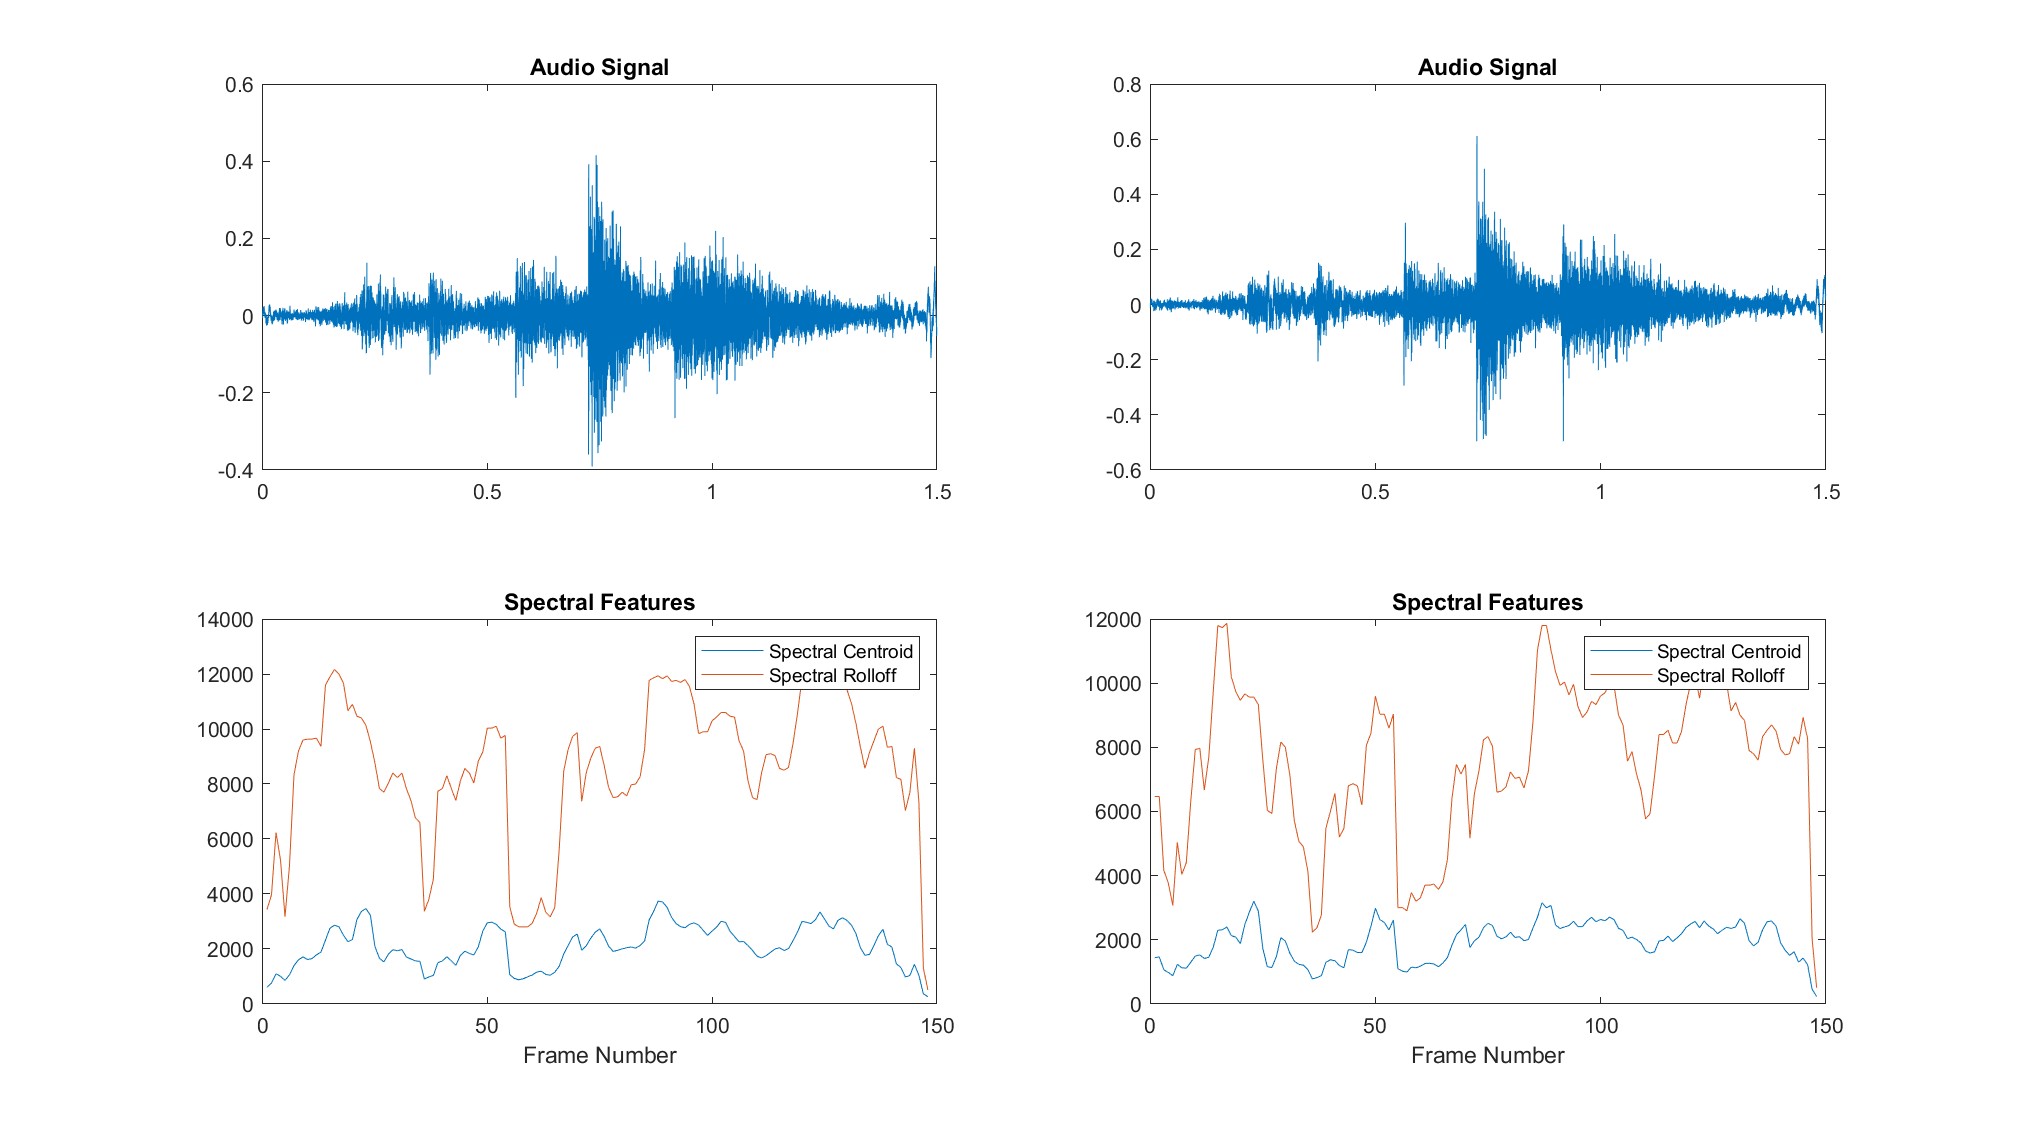 Audio Signal
0.6
0.4
0.2
0
-0.2
-0.4
0 0.5 1 1.5
Audio Signal
0.8
0.6
0.4
0.2
0
-0.2
-0.4
-0.6
0 0.5 1 1.5
Spectral Features
14000
12000
10000
8000
6000
4000
2000
0
Spectral Centroid
Spectral Rolloff
0 50 100 150
Frame Number
Spectral Features
12000
10000
8000
6000
4000
2000
0
Spectral Centroid
Spectral Rolloff
0 50 100 150
Frame Number